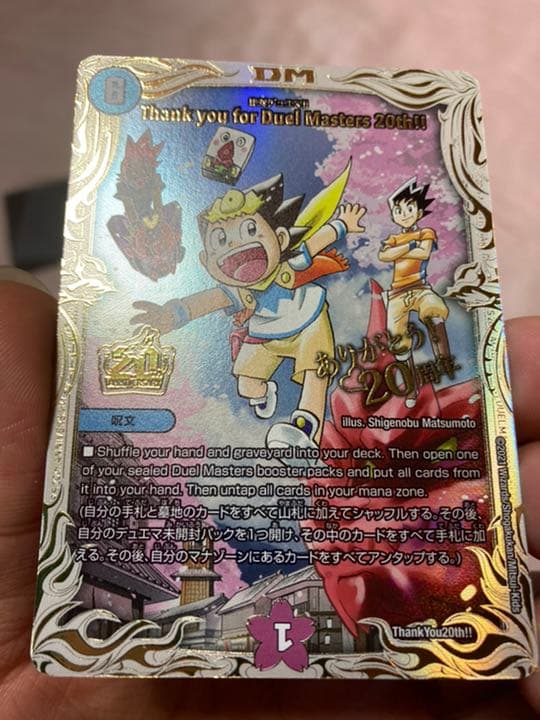 DM
8
Thank you for Duel Masters 20th!!
20
ありがとう!
20周年
illus. Shigenobu Matsumoto
呪文
■ Shuffle your hand and graveyard into your deck. Then open
one of your sealed Duel Masters booster packs and put all cards from
it into your hand. Then untap all cards in your mana zone.
(自分の手札と墓地のカードをすべて山札に加えてシャッフルする。その後、
自分のデュエマ未開封パックを1つ開け、その中のカードをすべて手札に加
える。その後、自分のマナゾーンにあるカードをすべてアンタップする。)
1
ThankYou20th!!
©2021 Wizards/Shogakukan/Mitsui-Kids